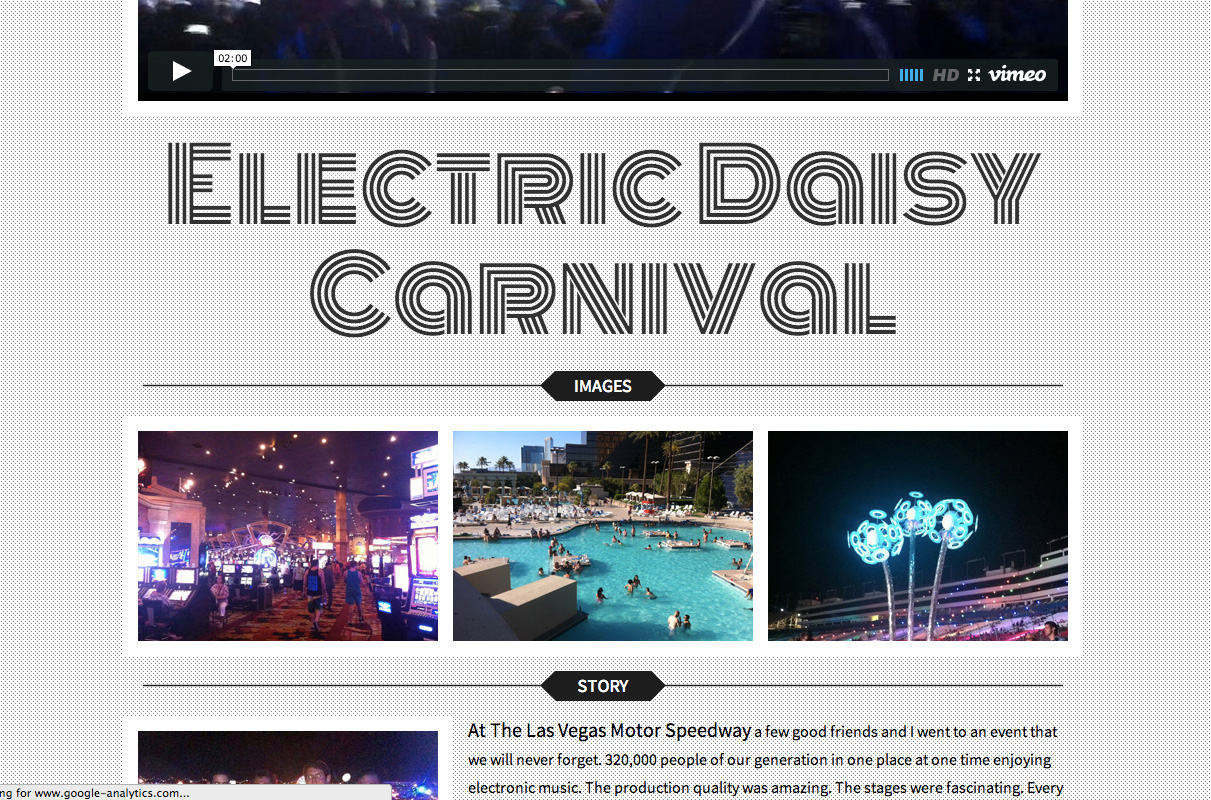 02:00
HD vimeo
Electric Daisy
Carnival
IMAGES
STORY
At The Las Vegas Motor Speedway a few good friends and I went to an event that
we will never forget. 320,000 people of our generation in one place at one time enjoying
electronic music. The production quality was amazing. The stages were fascinating. Every
ng for www.google-analytics.com...